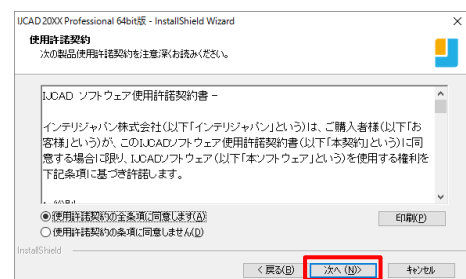 IJCAD 20XX Professional 64bit版 - InstallShield Wizard
使用許諾契約
次の製品使用許諾契約を注意深くお読みください。
IJCAD ソフトウェア使用許諾契約書 –
インテリジャパン株式会社(以下「インテリジャパン」という)は、ご購入者様(以下「お
客様」という)が、このIJCADソフトウェア使用許諾契約書(以下「本契約」という)に同
意する場合に限り、IJCADソフトウェア(以下「本ソフトウェア」という)を使用する権利を
下記条項に基づき許諾します。
使用許諾契約の全条項に同意します(A)
印刷(P)
使用許諾契約の条項に同意しません(D)
InstallShield
< 戻る(B)
次へ (N)>
キャンセル